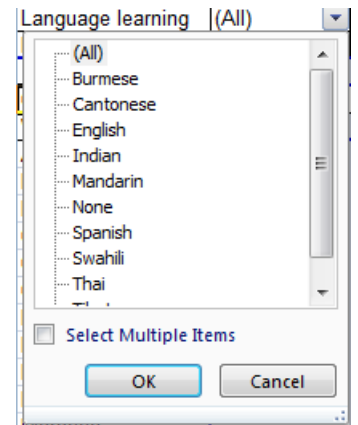 Language learning (All)
(All)
Burmese
Cantonese
English
Indian
Mandarin
None
Spanish
Swahili
Thai
Select Multiple Items
OK Cancel